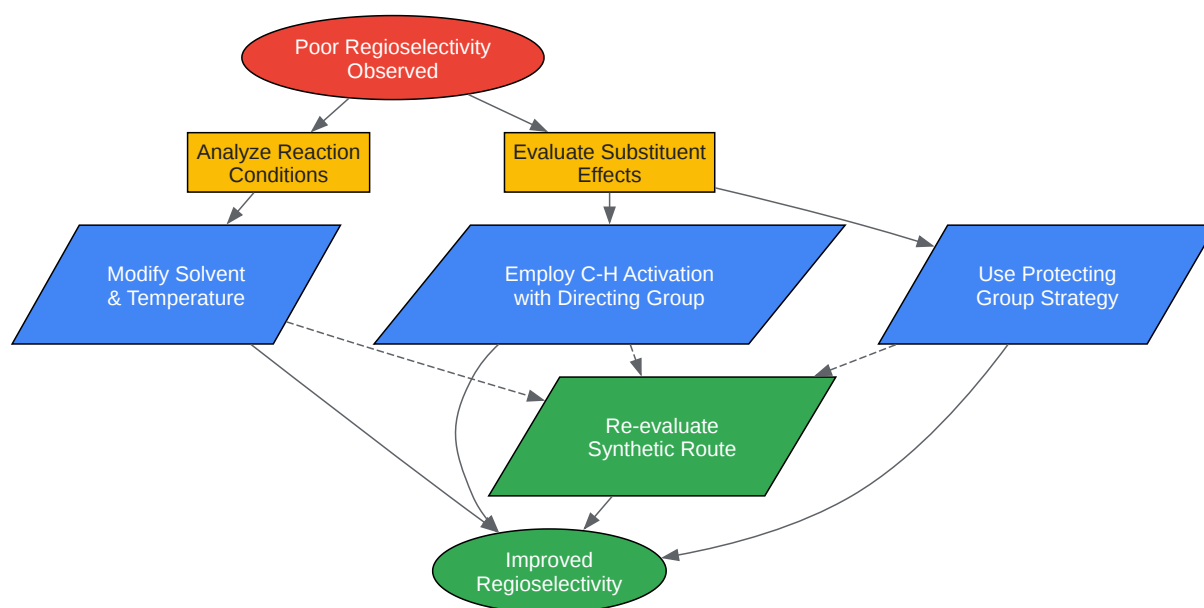 Poor Regioselectivity
Observed
Analyze Reaction
Conditions
Evaluate Substituent
Effects
Modify Solvent
& Temperature
Employ C-H Activation
with Directing Group
Use Protecting
Group Strategy
Re-evaluate
Synthetic Route
Improved
Regioselectivity